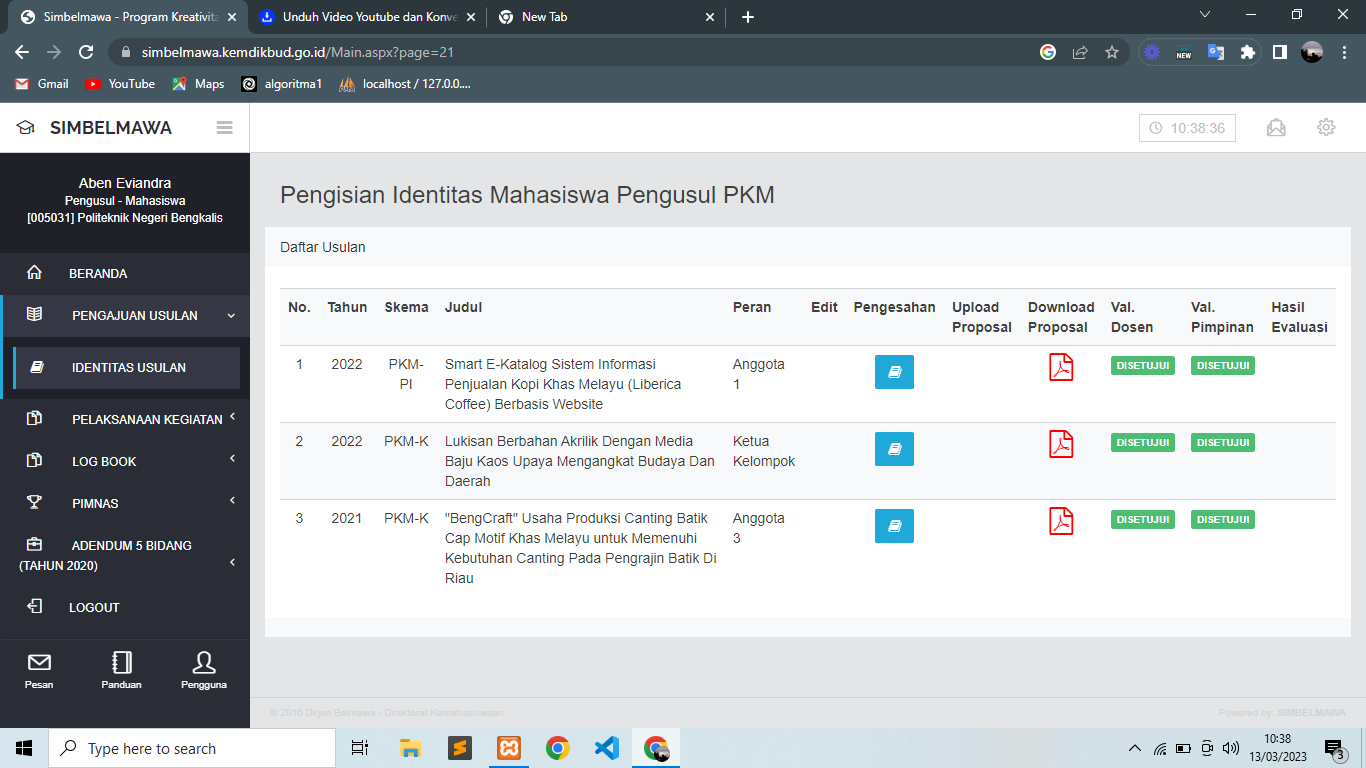 Simbelmawa - Program Kreativita
Unduh Video Youtube dan Konve
New Tab
simbelmawa.kemdikbud.go.id/Main.aspx?page=21
NEW
Gmail
YouTube
Maps
algoritma1
localhost / 127.0.0....
SIMBELMAWA
10:38:36
Aben Eviandra
Pengusul - Mahasiswa
[005031] Politeknik Negeri Bengkalis
BERANDA
PENGAJUAN USULAN
IDENTITAS USULAN
PELAKSANAAN KEGIATAN
LOG BOOK
PIMNAS
ADENDUM 5 BIDANG
(TAHUN 2020)
LOGOUT
Pesan
Panduan
Pengguna
Pengisian Identitas Mahasiswa Pengusul PKM
Daftar Usulan
No. Tahun Skema Judul Peran Edit Pengesahan Upload Download Val. Val. Hasil
Proposal Proposal Dosen Pimpinan Evaluasi
1 2022 PKM- Smart E-Katalog Sistem Informasi Anggota DISETUJUI DISETUJUI
PI Penjualan Kopi Khas Melayu (Liberica 1
Coffee) Berbasis Website
2 2022 PKM-K Lukisan Berbahan Akrilik Dengan Media Ketua DISETUJUI DISETUJUI
Baju Kaos Upaya Mengangkat Budaya Dan Kelompok
Daerah
3 2021 PKM-K "BengCraft" Usaha Produksi Canting Batik Anggota DISETUJUI DISETUJUI
Cap Motif Khas Melayu untuk Memenuhi 3
Kebutuhan Canting Pada Pengrajin Batik Di
Riau
© 2016 Dirjen Belmawa - Direktorat Kemahasiswaan.
Powered by: SIMBELMAWA
Type here to search
10:38
13/03/2023
3